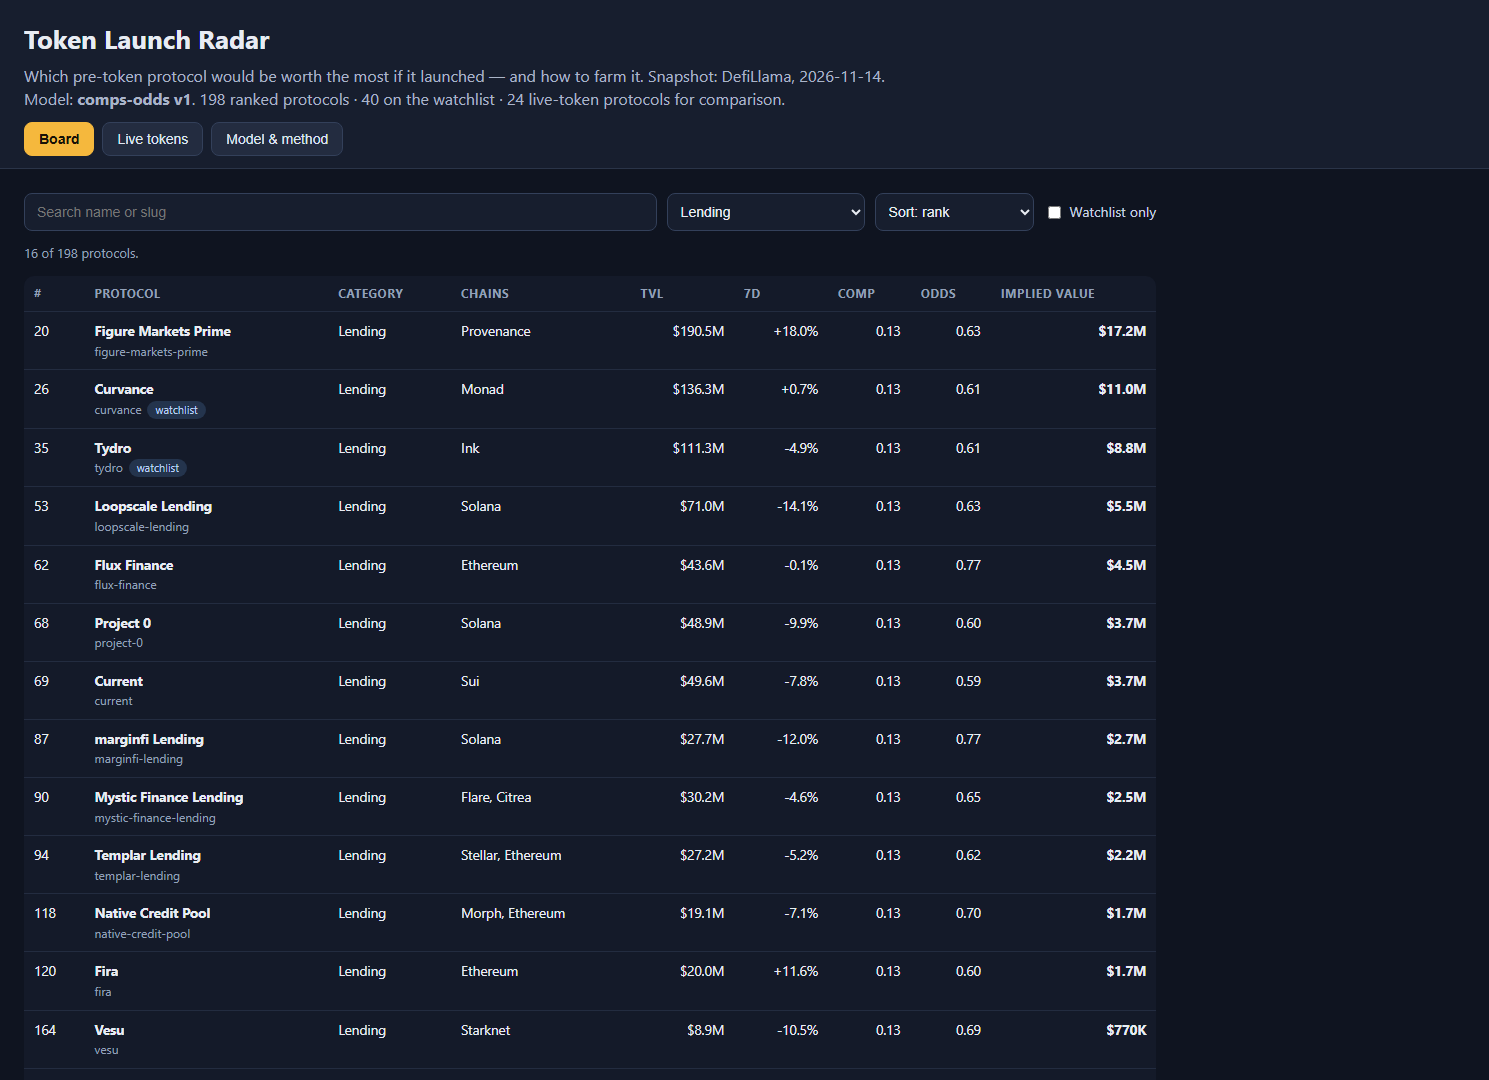 Token Launch Radar
Which pre-token protocol would be worth the most if it launched — and how to farm it. Snapshot: DefiLlama, 2026-11-14.
Model: comps-odds v1. 198 ranked protocols · 40 on the watchlist · 24 live-token protocols for comparison.
Board Live tokens Model & method
Search name or slug Lending Sort: rank Watchlist only
16 of 198 protocols.
# PROTOCOL CATEGORY CHAINS TVL 7D COMP ODDS IMPLIED VALUE
20 Figure Markets Prime Lending Provenance $190.5M +18.0% 0.13 0.63 $17.2M
figure-markets-prime
26 Curvance Lending Monad $136.3M +0.7% 0.13 0.61 $11.0M
curvance watchlist
35 Tydro Lending Ink $111.3M -4.9% 0.13 0.61 $8.8M
tydro watchlist
53 Loopscale Lending Lending Solana $71.0M -14.1% 0.13 0.63 $5.5M
loopscale-lending
62 Flux Finance Lending Ethereum $43.6M -0.1% 0.13 0.77 $4.5M
flux-finance
68 Project 0 Lending Solana $48.9M -9.9% 0.13 0.60 $3.7M
project-0
69 Current Lending Sui $49.6M -7.8% 0.13 0.59 $3.7M
current
87 marginfi Lending Lending Solana $27.7M -12.0% 0.13 0.77 $2.7M
marginfi-lending
90 Mystic Finance Lending Lending Flare, Citrea $30.2M -4.6% 0.13 0.65 $2.5M
mystic-finance-lending
94 Templar Lending Lending Stellar, Ethereum $27.2M -5.2% 0.13 0.62 $2.2M
templar-lending
118 Native Credit Pool Lending Morph, Ethereum $19.1M -7.1% 0.13 0.70 $1.7M
native-credit-pool
120 Fira Lending Ethereum $20.0M +11.6% 0.13 0.60 $1.7M
fira
164 Vesu Lending Starknet $8.9M -10.5% 0.13 0.69 $770K
vesu